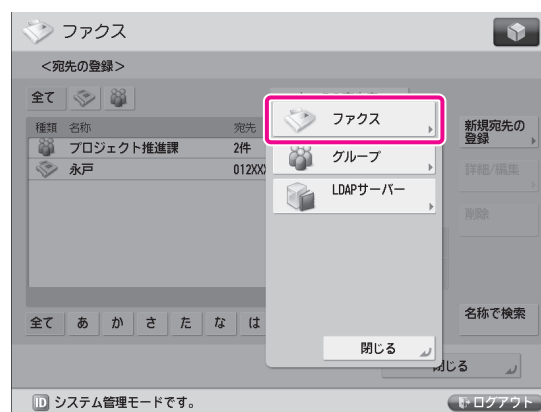 ファクス
<宛先の登録>
全て
種類 名称 宛先
プロジェクト推進課 2件
永戸 012XXX
ファクス
グループ
LDAPサーバー
閉じる
新規宛先の
登録
詳細/編集
削除
名称で検索
全て あ か さ た な は
じる
ID システム管理モードです。
ログアウト